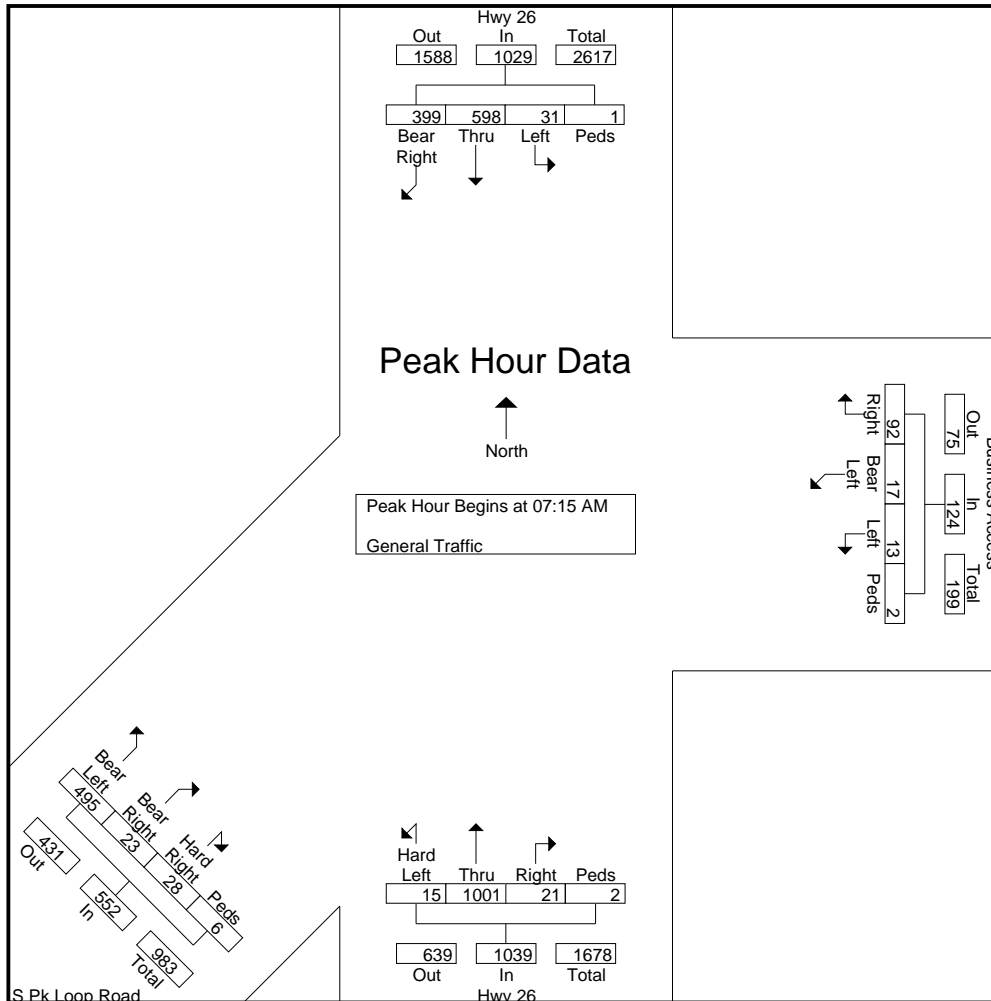 Hwy 26
Out In Total
1588 1029 2617
399 598 31 1
Bear Right Thru Left Peds
Peak Hour Data
North
Peak Hour Begins at 07:15 AM
General Traffic
Business Access
Out In Total
75 124 199
92 17 13 2
Right Bear Left Left Peds
Bear Left Bear Right Hard Right Peds
495 23 28 6
431 552 983
Out In Total
S Pk Loop Road
Hard Left Thru Right Peds
15 1001 21 2
639 1039 1678
Out In Total
Hwy 26